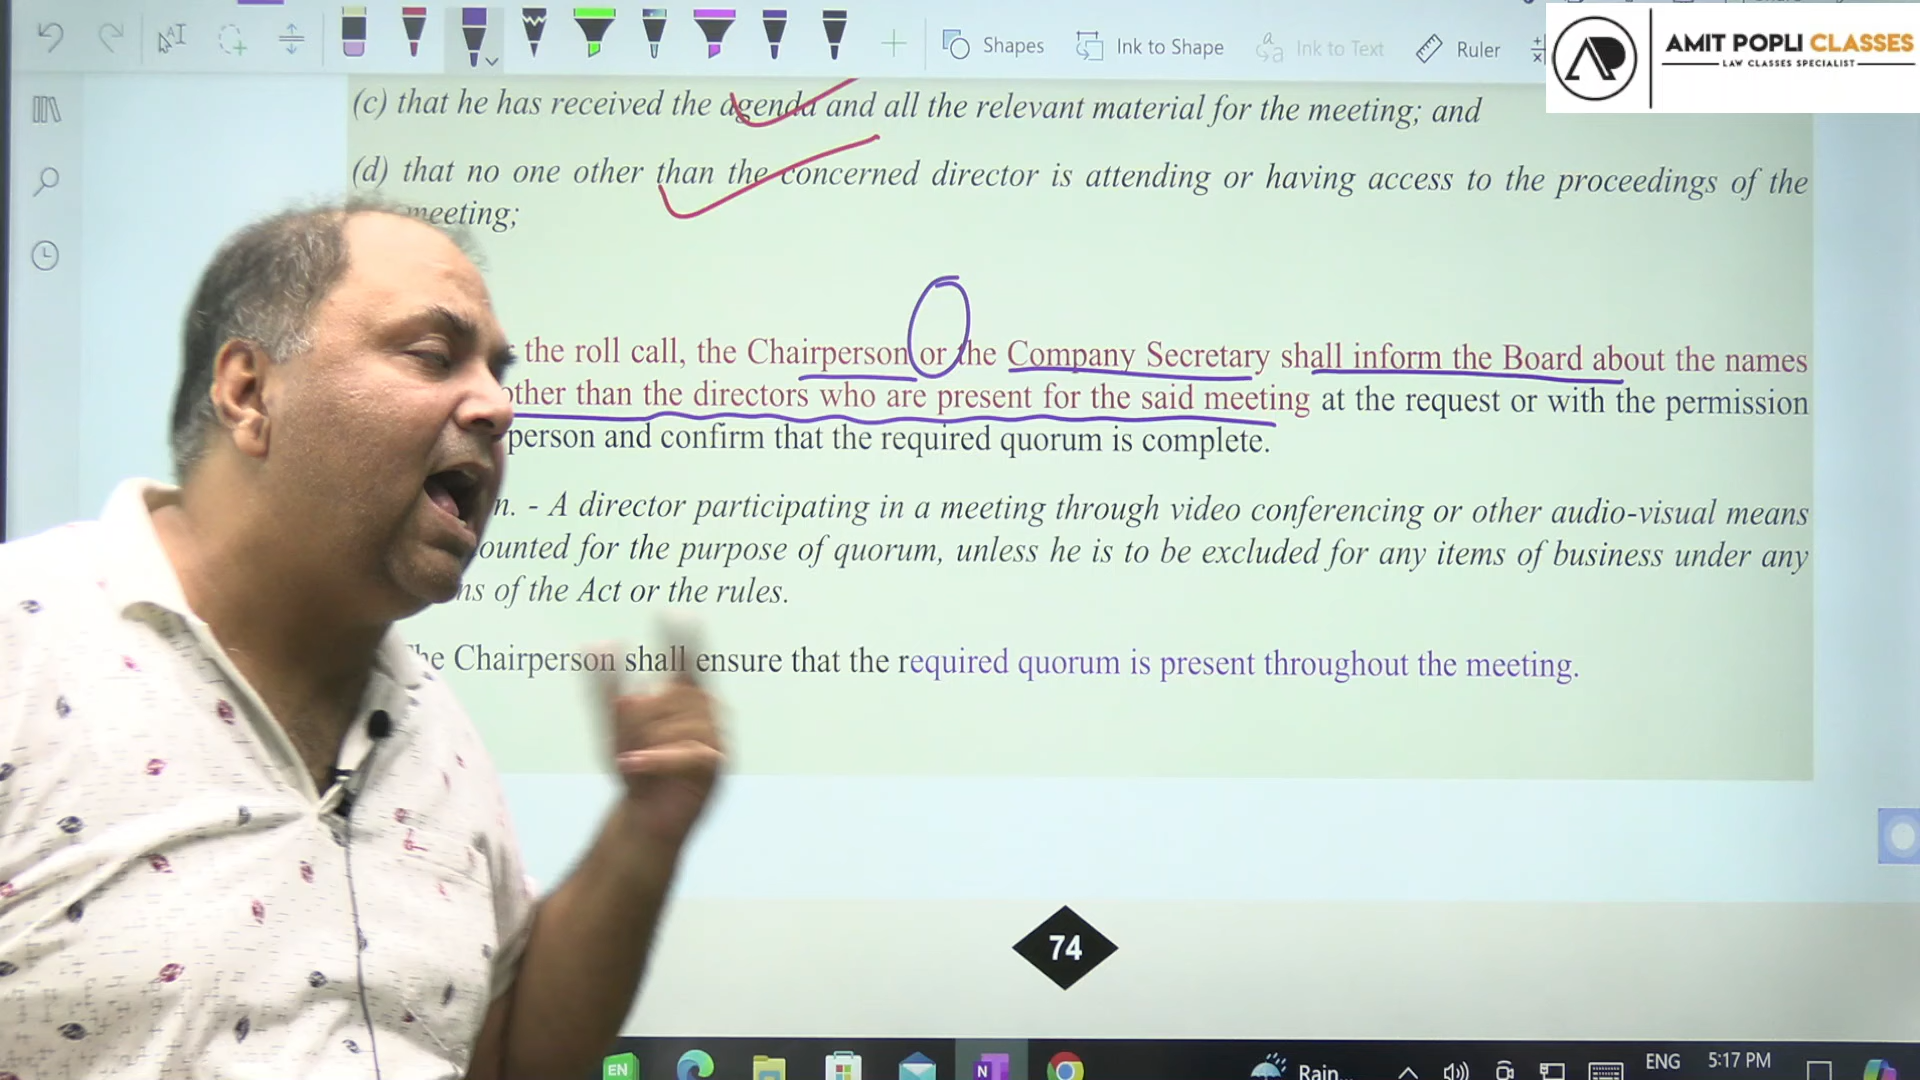 Shapes
Ink to Shape
Ink to Text
Ruler
AMIT POPLI CLASSES
LAW CLASSES SPECIALIST
(c) that he has received the agenda and all the relevant material for the meeting; and
(d) that no one other than the concerned director is attending or having access to the proceedings of the
meeting;
the roll call, the Chairperson or the Company Secretary shall inform the Board about the names
other than the directors who are present for the said meeting at the request or with the permission
person and confirm that the required quorum is complete.
n. - A director participating in a meeting through video conferencing or other audio-visual means
ounted for the purpose of quorum, unless he is to be excluded for any items of business under any
ns of the Act or the rules.
he Chairperson shall ensure that the required quorum is present throughout the meeting.
74
EN
N
Rain...
ENG
5:17 PM